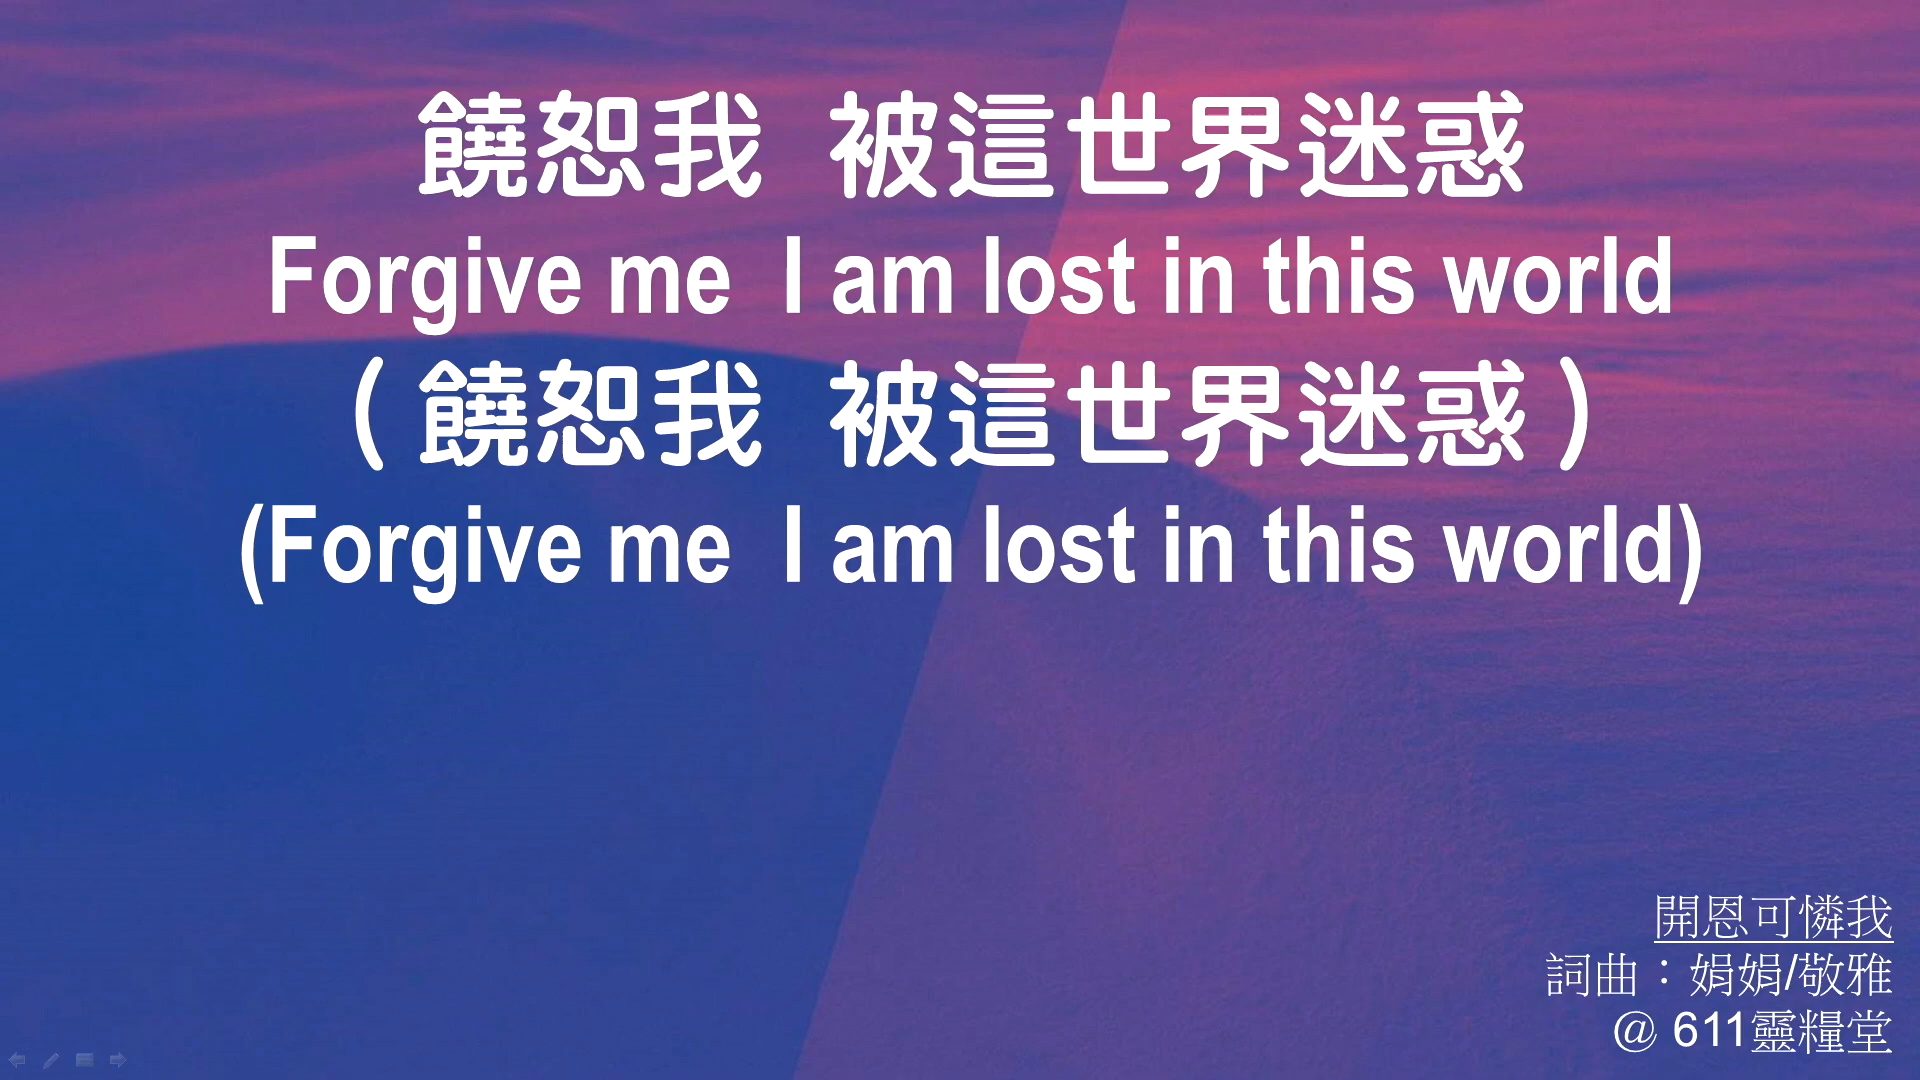 饒恕我 被這世界迷惑
Forgive me I am lost in this world
(饒恕我 被這世界迷惑)
(Forgive me I am lost in this world)
開恩可憐我
詞曲：娟娟/敬雅
@ 611靈糧堂